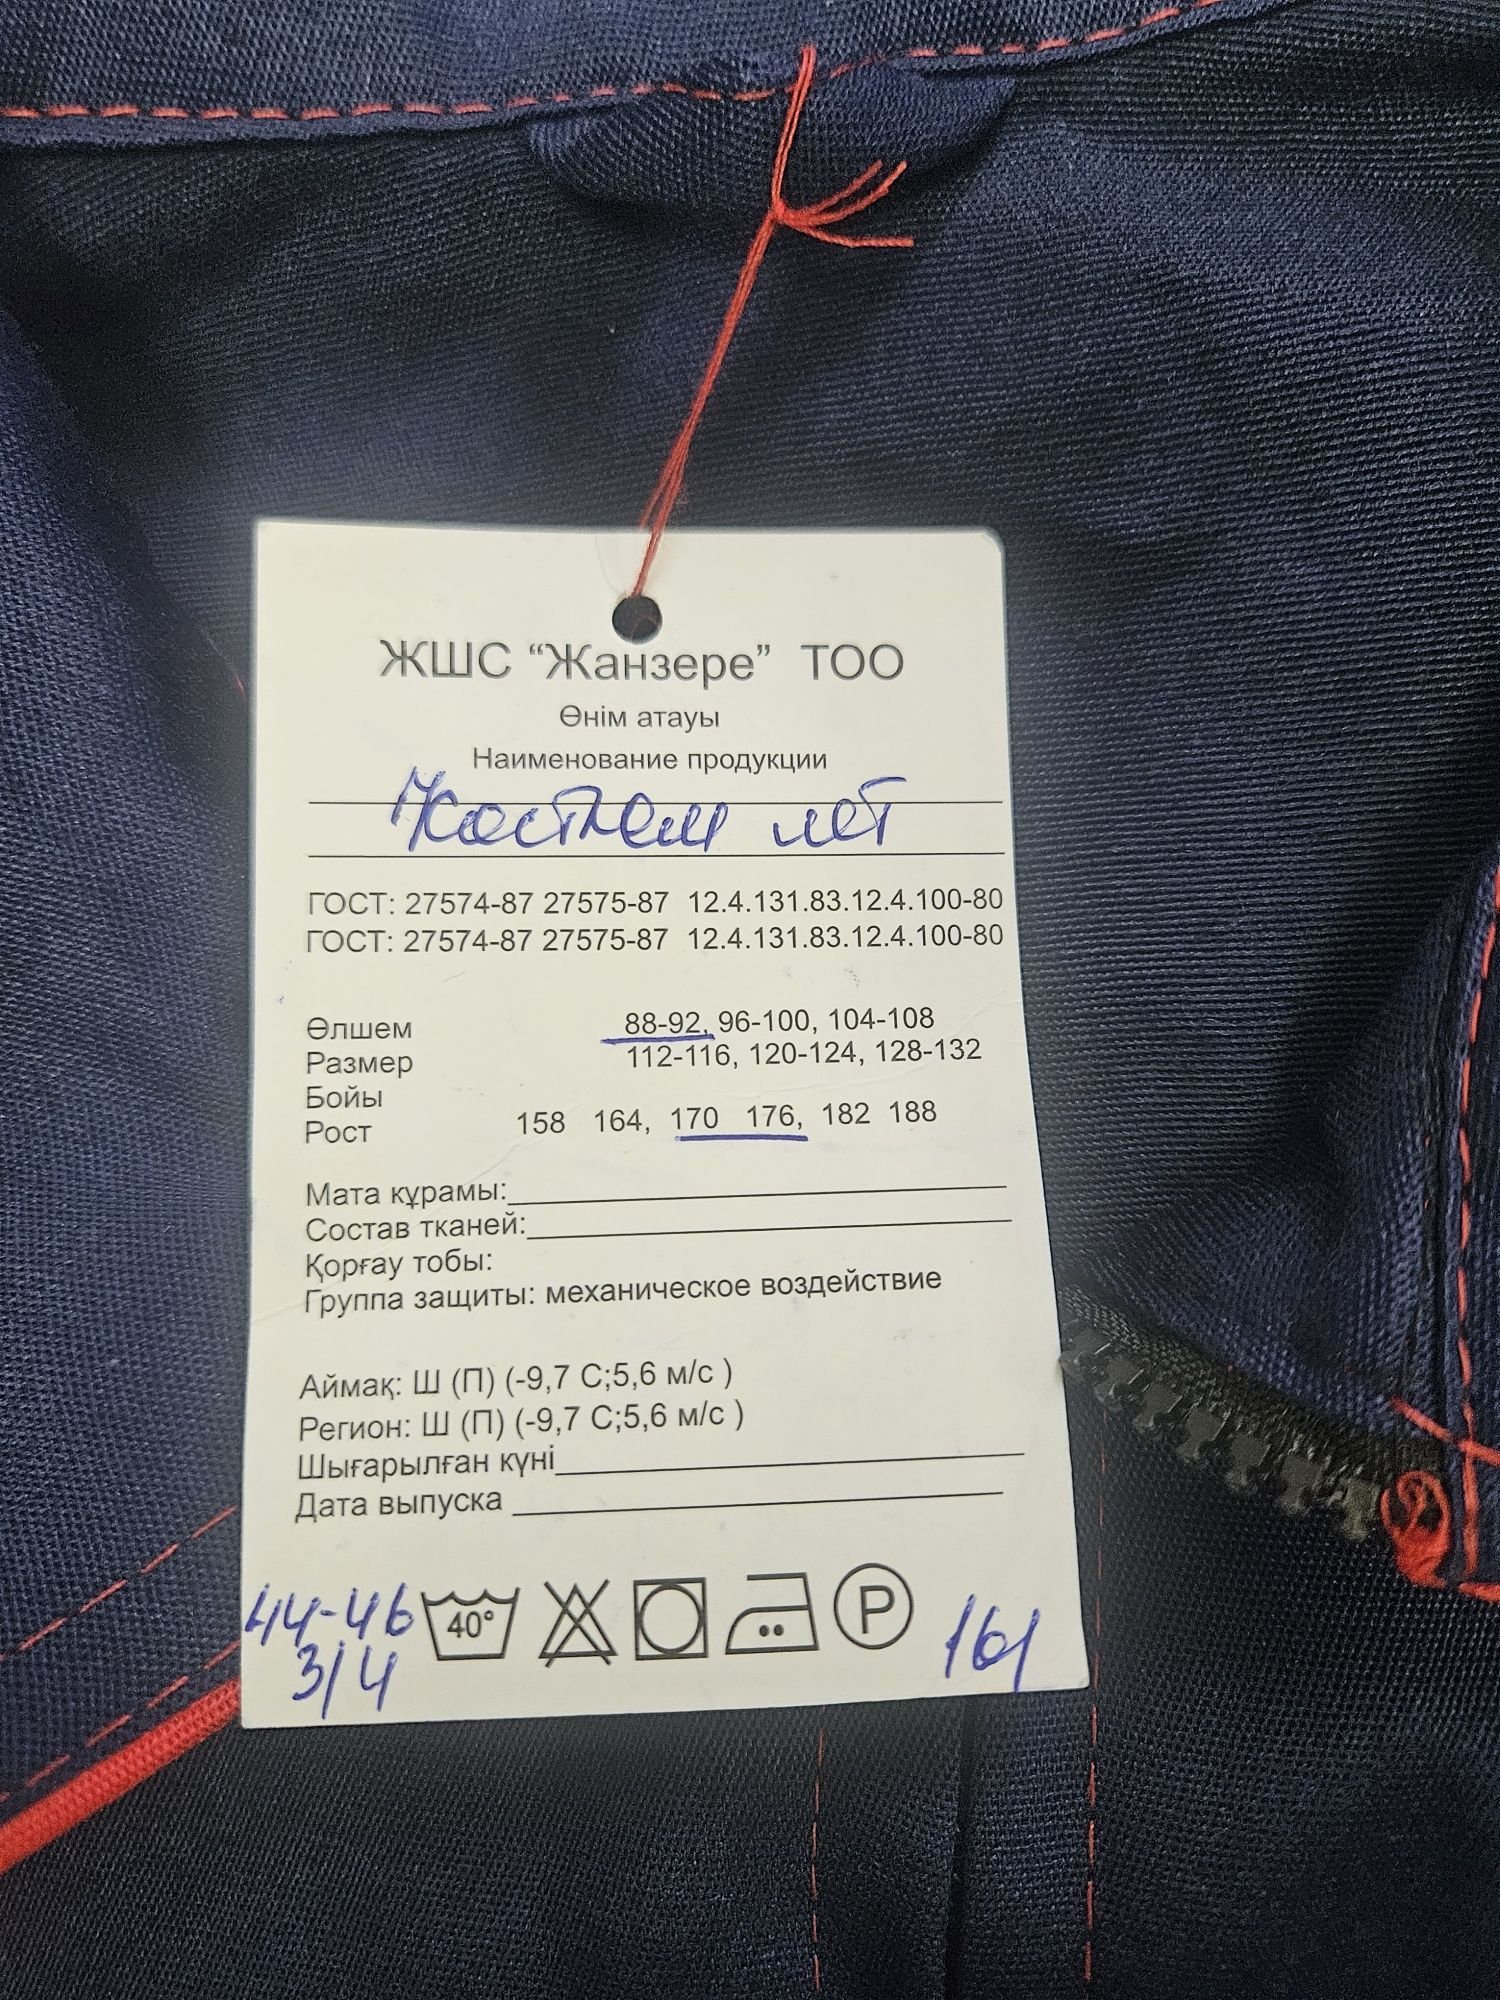 ЖШС “Жанзере” ТОО
Өнім атауы
Наименование продукции
Костюм лет
ГОСТ: 27574-87 27575-87 12.4.131.83.12.4.100-80
ГОСТ: 27574-87 27575-87 12.4.131.83.12.4.100-80
Өлшем 88-92, 96-100, 104-108
Размер 112-116, 120-124, 128-132
Бойы
Рост 158 164, 170 176, 182 188
Мата құрамы:
Состав тканей:
Қорғау тобы:
Группа защиты: механическое воздействие
Аймақ: Ш (П) (-9,7 С;5,6 м/с )
Регион: Ш (П) (-9,7 С;5,6 м/с )
Шығарылған күні
Дата выпуска
44-46 40° P 161
3/4